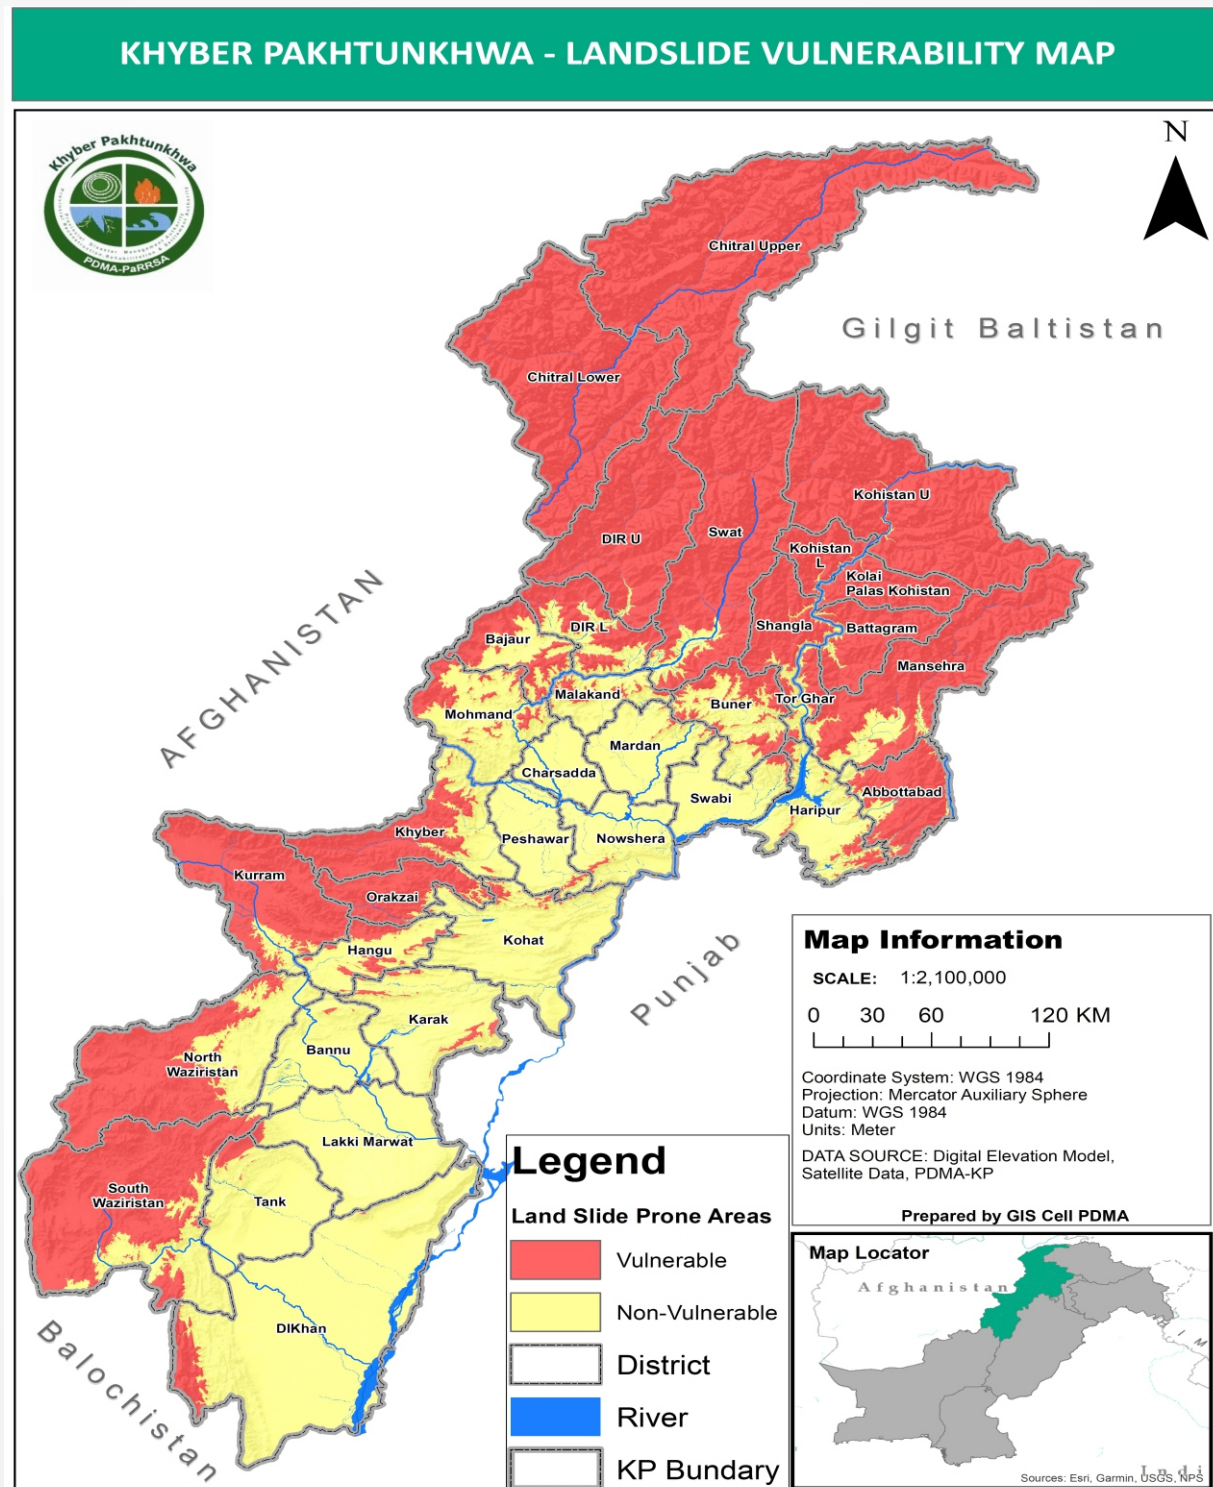 KHYBER PAKHTUNKHWA - LANDSLIDE VULNERABILITY MAP
Khyber Pakhtunkhwa
PDMA-PaRRSA
N
Chitral Upper
Gilgit Baltistan
Chitral Lower
Kohistan U
DIR U
Swat
Kohistan
L
Kolai
Palas Kohistan
AFGHANISTAN
Bajaur
DIR L
Shangla
Battagram
Mansehra
Malakand
Buner
Tor Ghar
Mohmand
Mardan
Charsadda
Swabi
Abbottabad
Haripur
Khyber
Peshawar
Nowshera
Kurram
Orakzai
Hangu
Kohat
Punjab
Karak
Bannu
North
Waziristan
Lakki Marwat
South
Waziristan
Tank
DIKhan
Balochistan
Map Information
SCALE: 1:2,100,000
0 30 60 120 KM
Coordinate System: WGS 1984
Projection: Mercator Auxiliary Sphere
Datum: WGS 1984
Units: Meter
DATA SOURCE: Digital Elevation Model,
Satellite Data, PDMA-KP
Prepared by GIS Cell PDMA
Legend
Land Slide Prone Areas
Vulnerable
Non-Vulnerable
District
River
KP Bundary
Map Locator
Afghanistan
I M
I n d i
Sources: Esri, Garmin, USGS, NPS